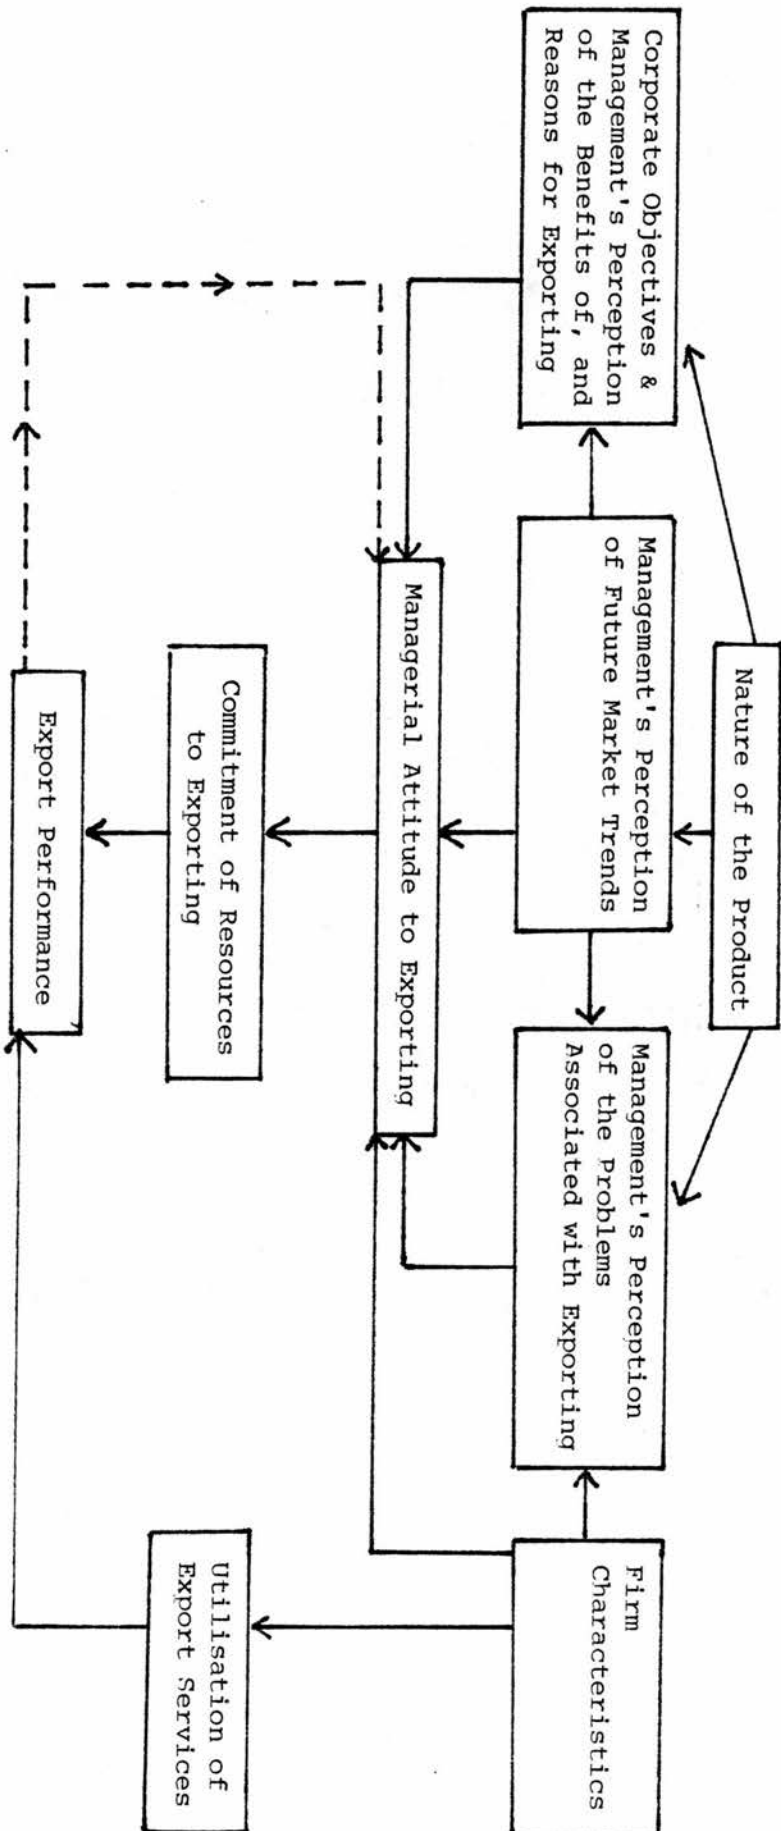 Nature of the Product
Corporate Objectives &
Management's Perception
of the Benefits of, and
Reasons for Exporting
Management's Perception
of Future Market Trends
Management's Perception
of the Problems
Associated with Exporting
Firm
Characteristics
Managerial Attitude to Exporting
Commitment of Resources
to Exporting
Utilisation of
Export Services
Export Performance